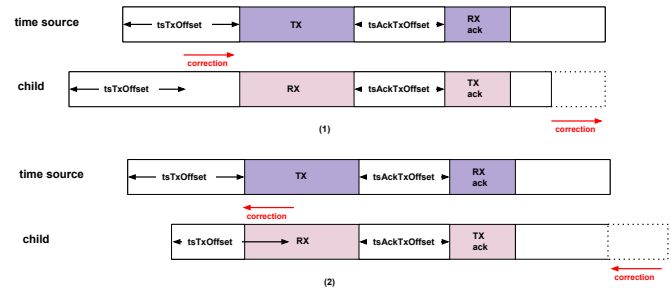 time source
tsTxOffset
TX
tsAckTxOffset
RX
ack
correction
child
tsTxOffset
RX
tsAckTxOffset
TX
ack
correction
(1)
time source
tsTxOffset
TX
tsAckTxOffset
RX
ack
correction
child
tsTxOffset
RX
tsAckTxOffset
TX
ack
correction
(2)